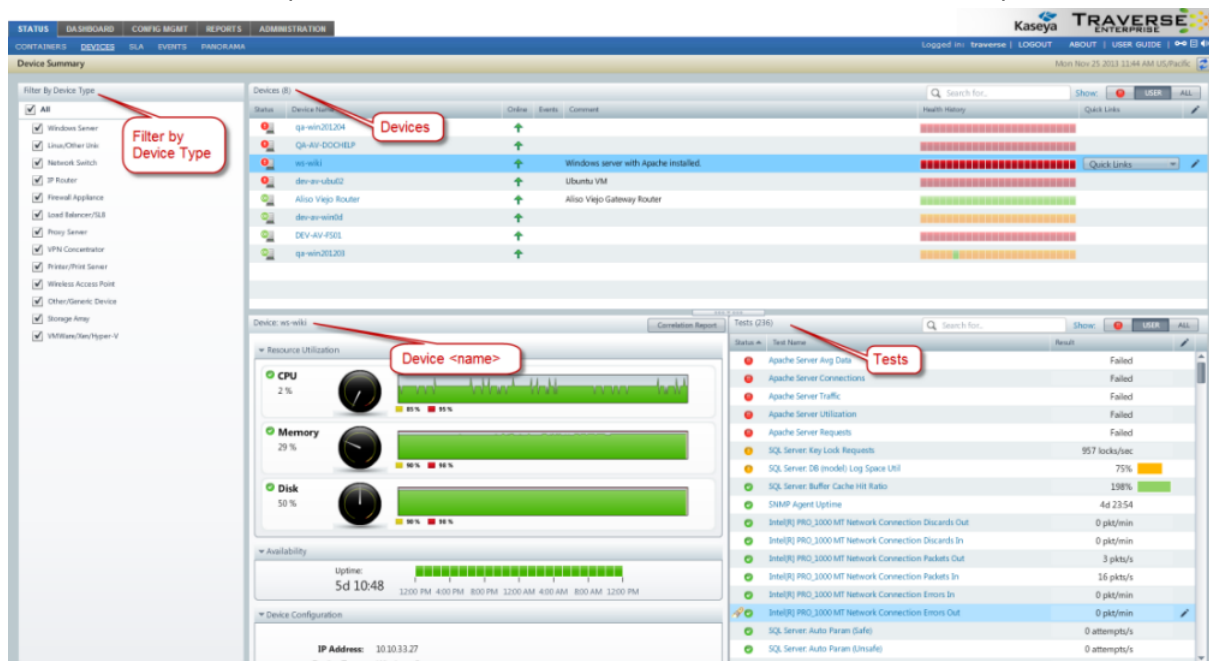 STATUS DASHBOARD CONFIG MGMT REPORTS ADMINISTRATION
Kaseya TRAVERSE
ENTERPRISE
CONTAINERS DEVICES SLA EVENTS PANORAMA
Logged in: traverse | LOGOUT ABOUT | USER GUIDE |
Device Summary
Mon Nov 25 2013 11:44 AM US/Pacific
Filter By Device Type
All
Windows Server
Linux/Other Unix
Network Switch
IP Router
Firewall Appliance
Load Balancer/SLB
Proxy Server
VPN Concentrator
Printer/Print Server
Wireless Access Point
Other/Generic Device
Storage Array
VMWare/Xen/Hyper-V
Filter by
Device Type
Devices (8)
Search for...
Show: USER ALL
Status Device Name Online Events Comment Health History Quick Links
Devices
qa-win201204
QA-AV-DOCHELP
ws-wiki Windows server with Apache installed. Quick Links
dev-av-ubu02 Ubuntu VM
Aliso Viejo Router Aliso Viejo Gateway Router
dev-av-win0d
DEV-AV-FS01
qa-win201203
Device: ws-wiki
Correlation Report
Device <name>
Resource Utilization
CPU
2 %
85 % 95 %
Memory
29 %
90 % 98 %
Disk
50 %
90 % 98 %
Availability
Uptime:
5d 10:48
12:00 PM 4:00 PM 8:00 PM 12:00 AM 4:00 AM 8:00 AM 12:00 PM
Device Configuration
IP Address: 10.10.33.27
Tests (236)
Search for...
Show: USER ALL
Status Test Name Result
Tests
Apache Server Avg Data Failed
Apache Server Connections Failed
Apache Server Traffic Failed
Apache Server Utilization Failed
Apache Server Requests Failed
SQL Server: Key Lock Requests 957 locks/sec
SQL Server: DB (model) Log Space Util 75%
SQL Server: Buffer Cache Hit Ratio 198%
SNMP Agent Uptime 4d 23:54
Intel[R] PRO_1000 MT Network Connection Discards Out 0 pkt/min
Intel[R] PRO_1000 MT Network Connection Discards In 0 pkt/min
Intel[R] PRO_1000 MT Network Connection Packets Out 3 pkts/s
Intel[R] PRO_1000 MT Network Connection Packets In 16 pkts/s
Intel[R] PRO_1000 MT Network Connection Errors In 0 pkt/min
Intel[R] PRO_1000 MT Network Connection Errors Out 0 pkt/min
SQL Server: Auto Param (Safe) 0 attempts/s
SQL Server: Auto Param (Unsafe) 0 attempts/s